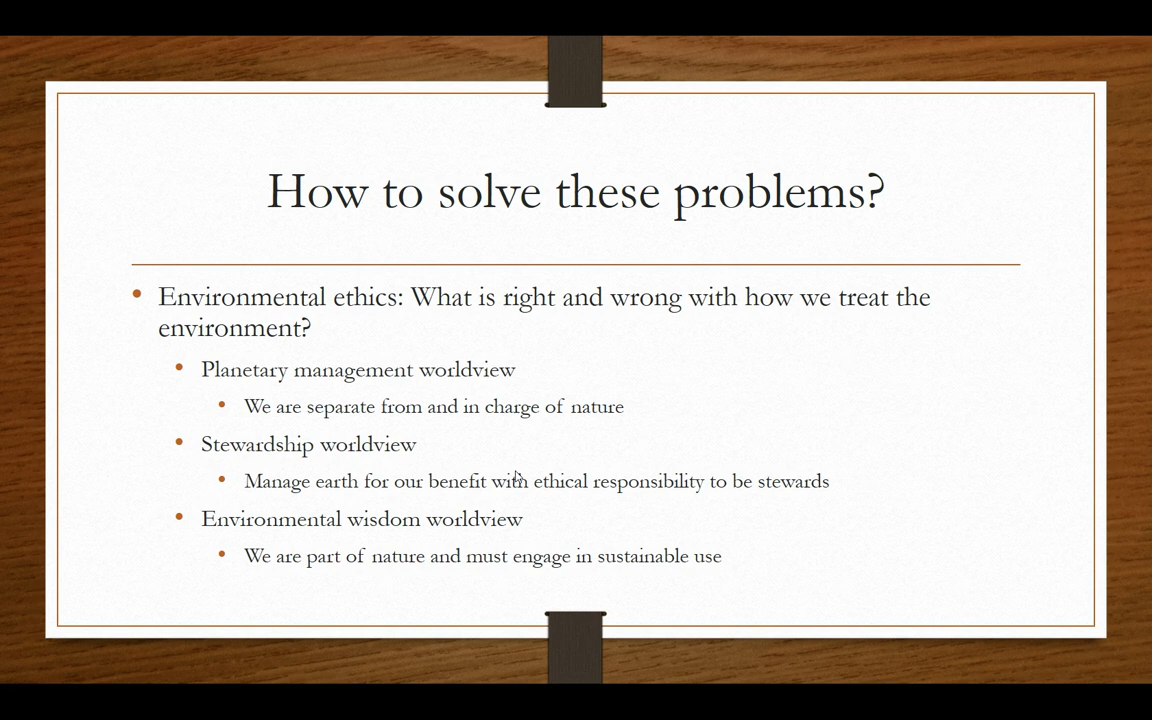 How to solve these problems?
• Environmental ethics: What is right and wrong with how we treat the
environment?
• Planetary management worldview
• We are separate from and in charge of nature
• Stewardship worldview
• Manage earth for our benefit with ethical responsibility to be stewards
• Environmental wisdom worldview
• We are part of nature and must engage in sustainable use